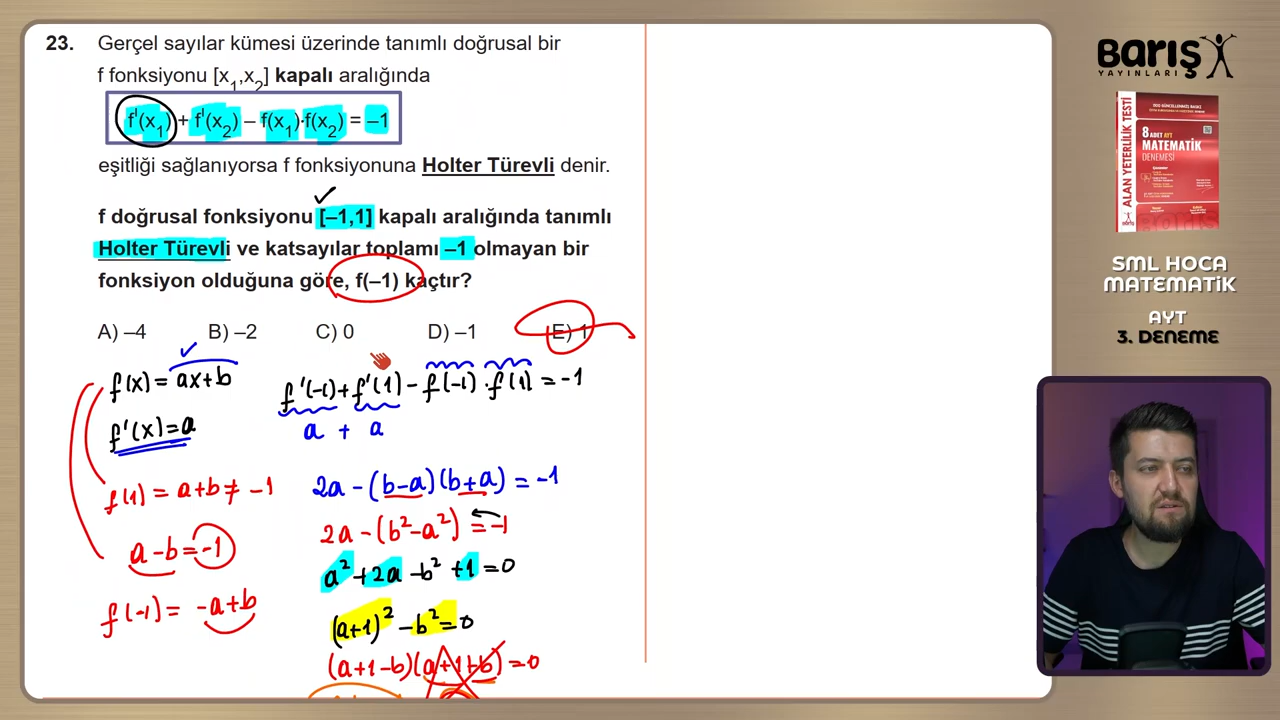 23. Gerçel sayılar kümesi üzerinde tanımlı doğrusal bir
f fonksiyonu [x₁,x₂] kapalı aralığında
f'(x₁) + f'(x₂) – f(x₁)·f(x₂) = –1
eşitliği sağlanıyorsa f fonksiyonuna Holter Türevli denir.
f doğrusal fonksiyonu [–1,1] kapalı aralığında tanımlı
Holter Türevli ve katsayılar toplamı –1 olmayan bir
fonksiyon olduğuna göre, f(–1) kaçtır?
A) –4 B) –2 C) 0 D) –1 E) 1
f(x) = ax+b
f'(x) = a
f(1) = a+b ≠ -1
a-b = -1
f(-1) = -a+b
f'(-1) + f'(1) - f(-1) · f(1) = -1
a + a
2a - (b-a)(b+a) = -1
2a - (b² - a²) = -1
a² + 2a - b² + 1 = 0
(a+1)² - b² = 0
(a+1-b)(a+1+b) = 0
BARIŞ
YAYINLARI
ALAN YETERLİLİK TESTİ
8 ADET AYT
MATEMATİK
DENEMESİ
SML HOCA
MATEMATİK
AYT
3. DENEME